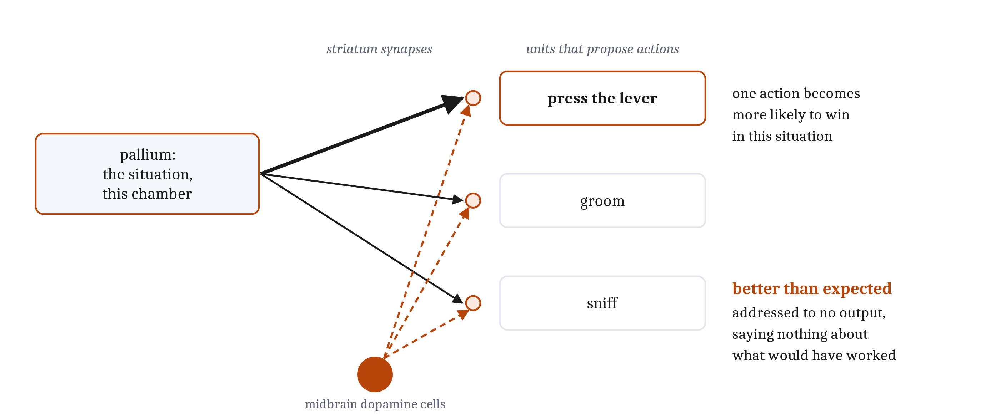 striatum synapses
units that propose actions
press the lever
one action becomes
more likely to win
in this situation
pallium:
the situation,
this chamber
groom
sniff
better than expected
addressed to no output,
saying nothing about
what would have worked
midbrain dopamine cells